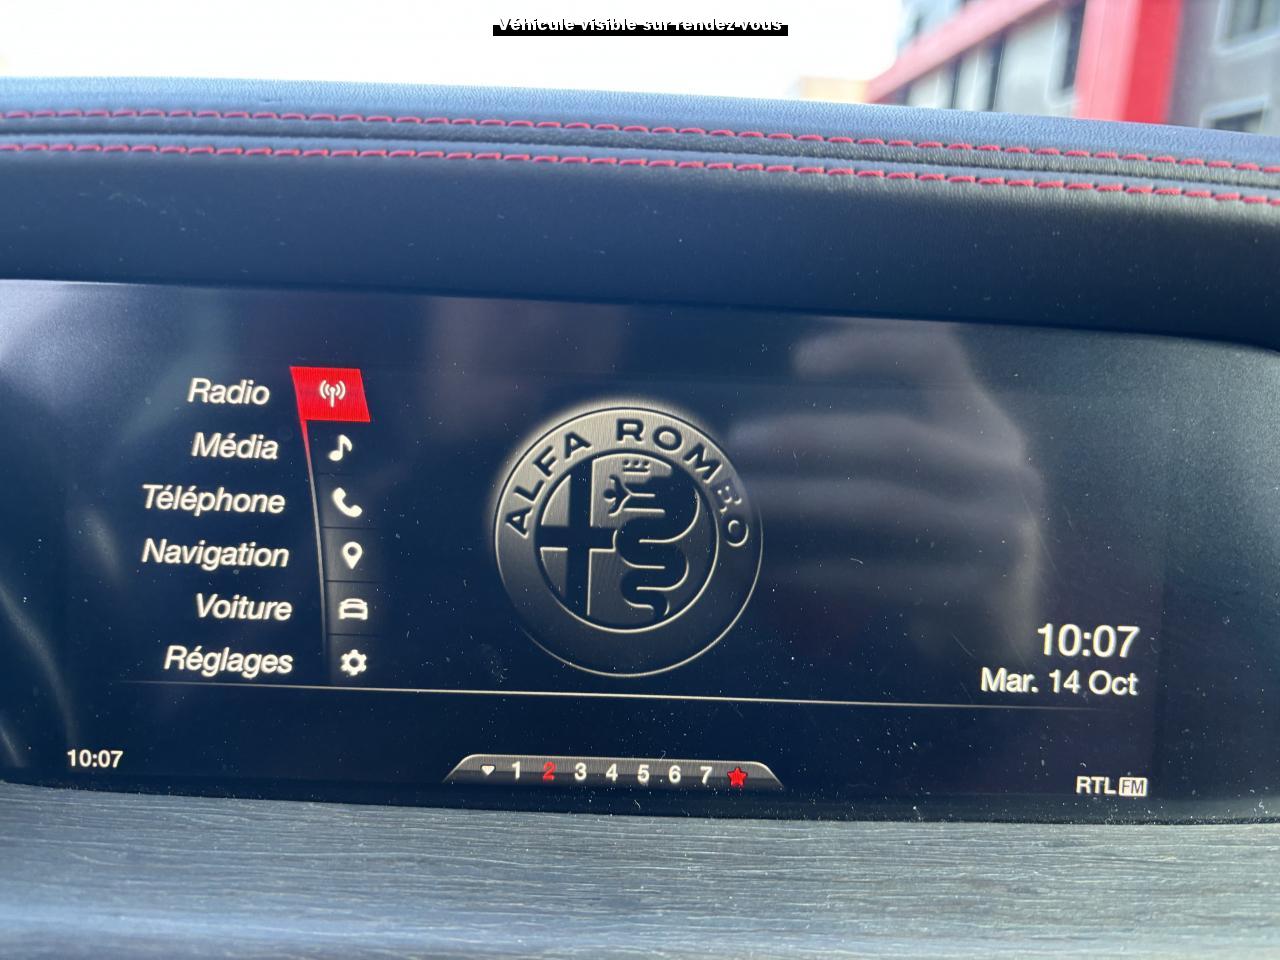 Véhicule visible sur rendez-vous
Radio
Média
Téléphone
Navigation
Voiture
Réglages
ALFA ROMEO
10:07
Mar. 14 Oct
10:07
1 2 3 4 5 6 7
RTL FM